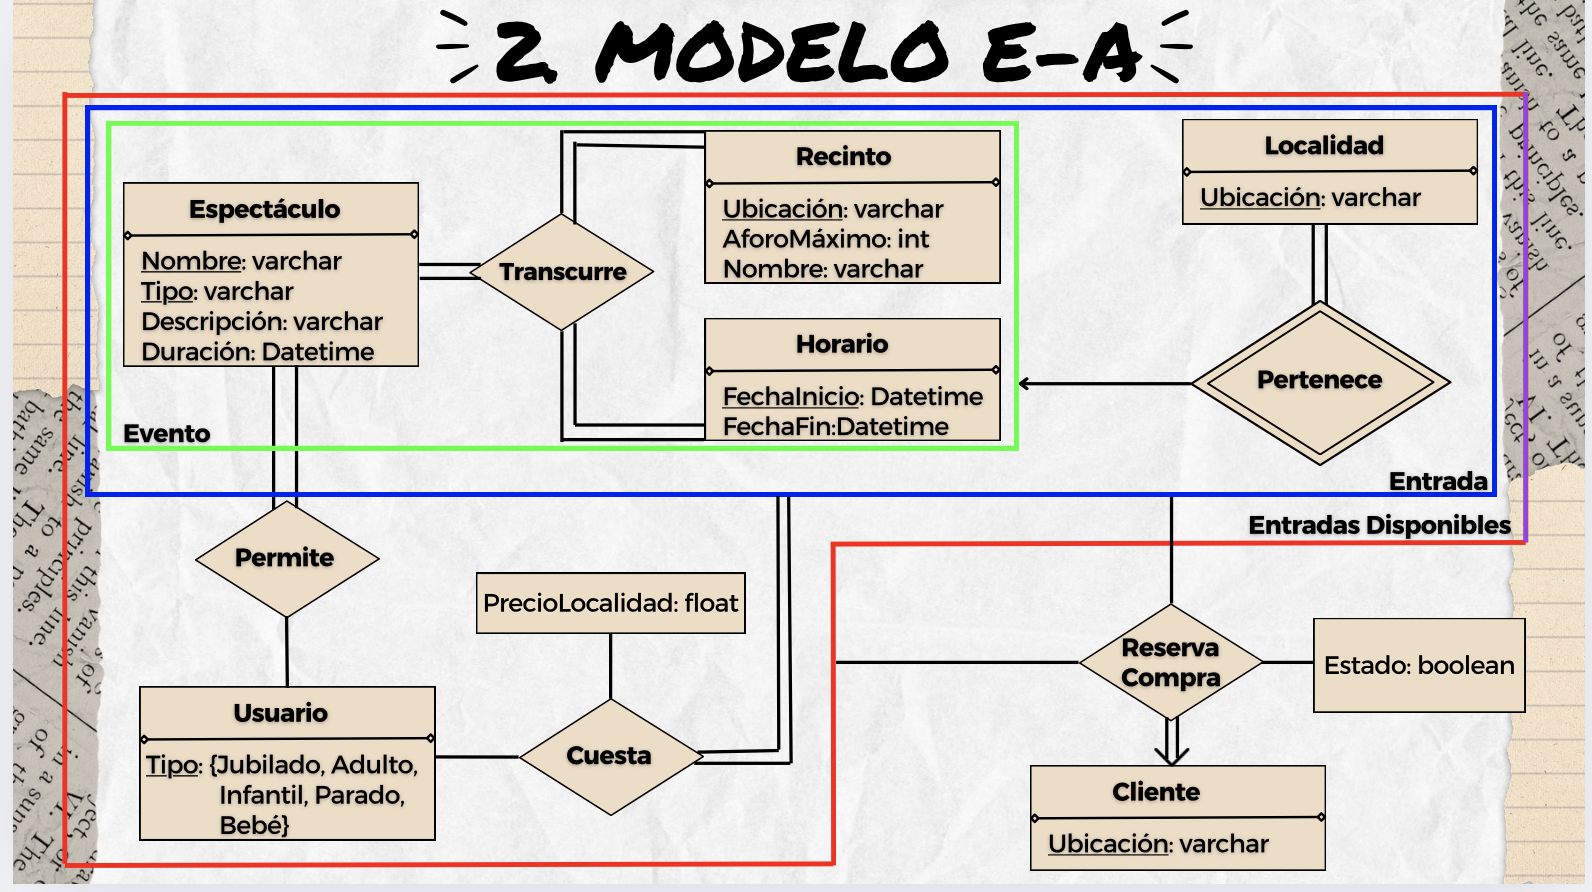 2. MODELO E-A
Espectáculo
Nombre: varchar
Tipo: varchar
Descripción: varchar
Duración: Datetime
Transcurre
Recinto
Ubicación: varchar
AforoMáximo: int
Nombre: varchar
Horario
FechaInicio: Datetime
FechaFin:Datetime
Evento
Localidad
Ubicación: varchar
Pertenece
Entrada
Entradas Disponibles
Permite
PrecioLocalidad: float
Usuario
Tipo: {Jubilado, Adulto,
Infantil, Parado,
Bebé}
Cuesta
Reserva
Compra
Estado: boolean
Cliente
Ubicación: varchar